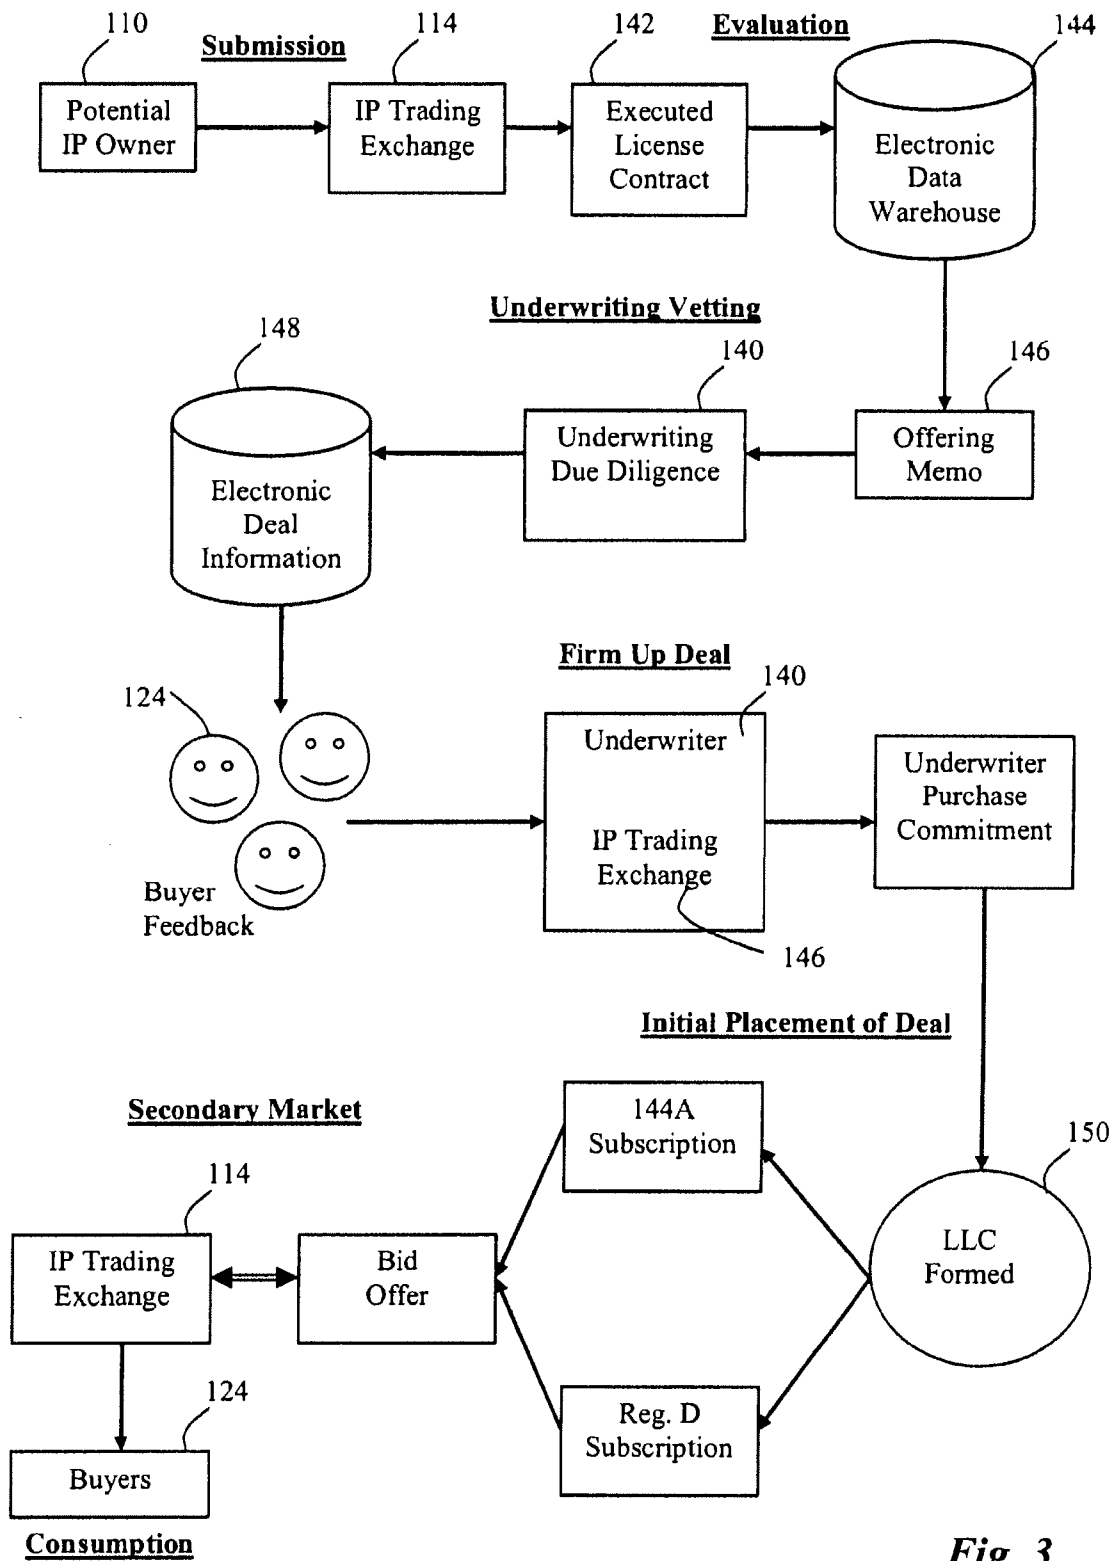 110
114
142
Evaluation
144
Submission
Potential
IP Owner
IP Trading
Exchange
Executed
License
Contract
Electronic
Data
Warehouse
Underwriting Vetting
148
140
146
Underwriting
Due Diligence
Offering
Memo
Electronic
Deal
Information
Firm Up Deal
124
140
Underwriter
IP Trading
Exchange
146
Underwriter
Purchase
Commitment
Buyer
Feedback
Initial Placement of Deal
Secondary Market
144A
Subscription
150
114
IP Trading
Exchange
Bid
Offer
LLC
Formed
124
Reg. D
Subscription
Buyers
Consumption
Fig. 3